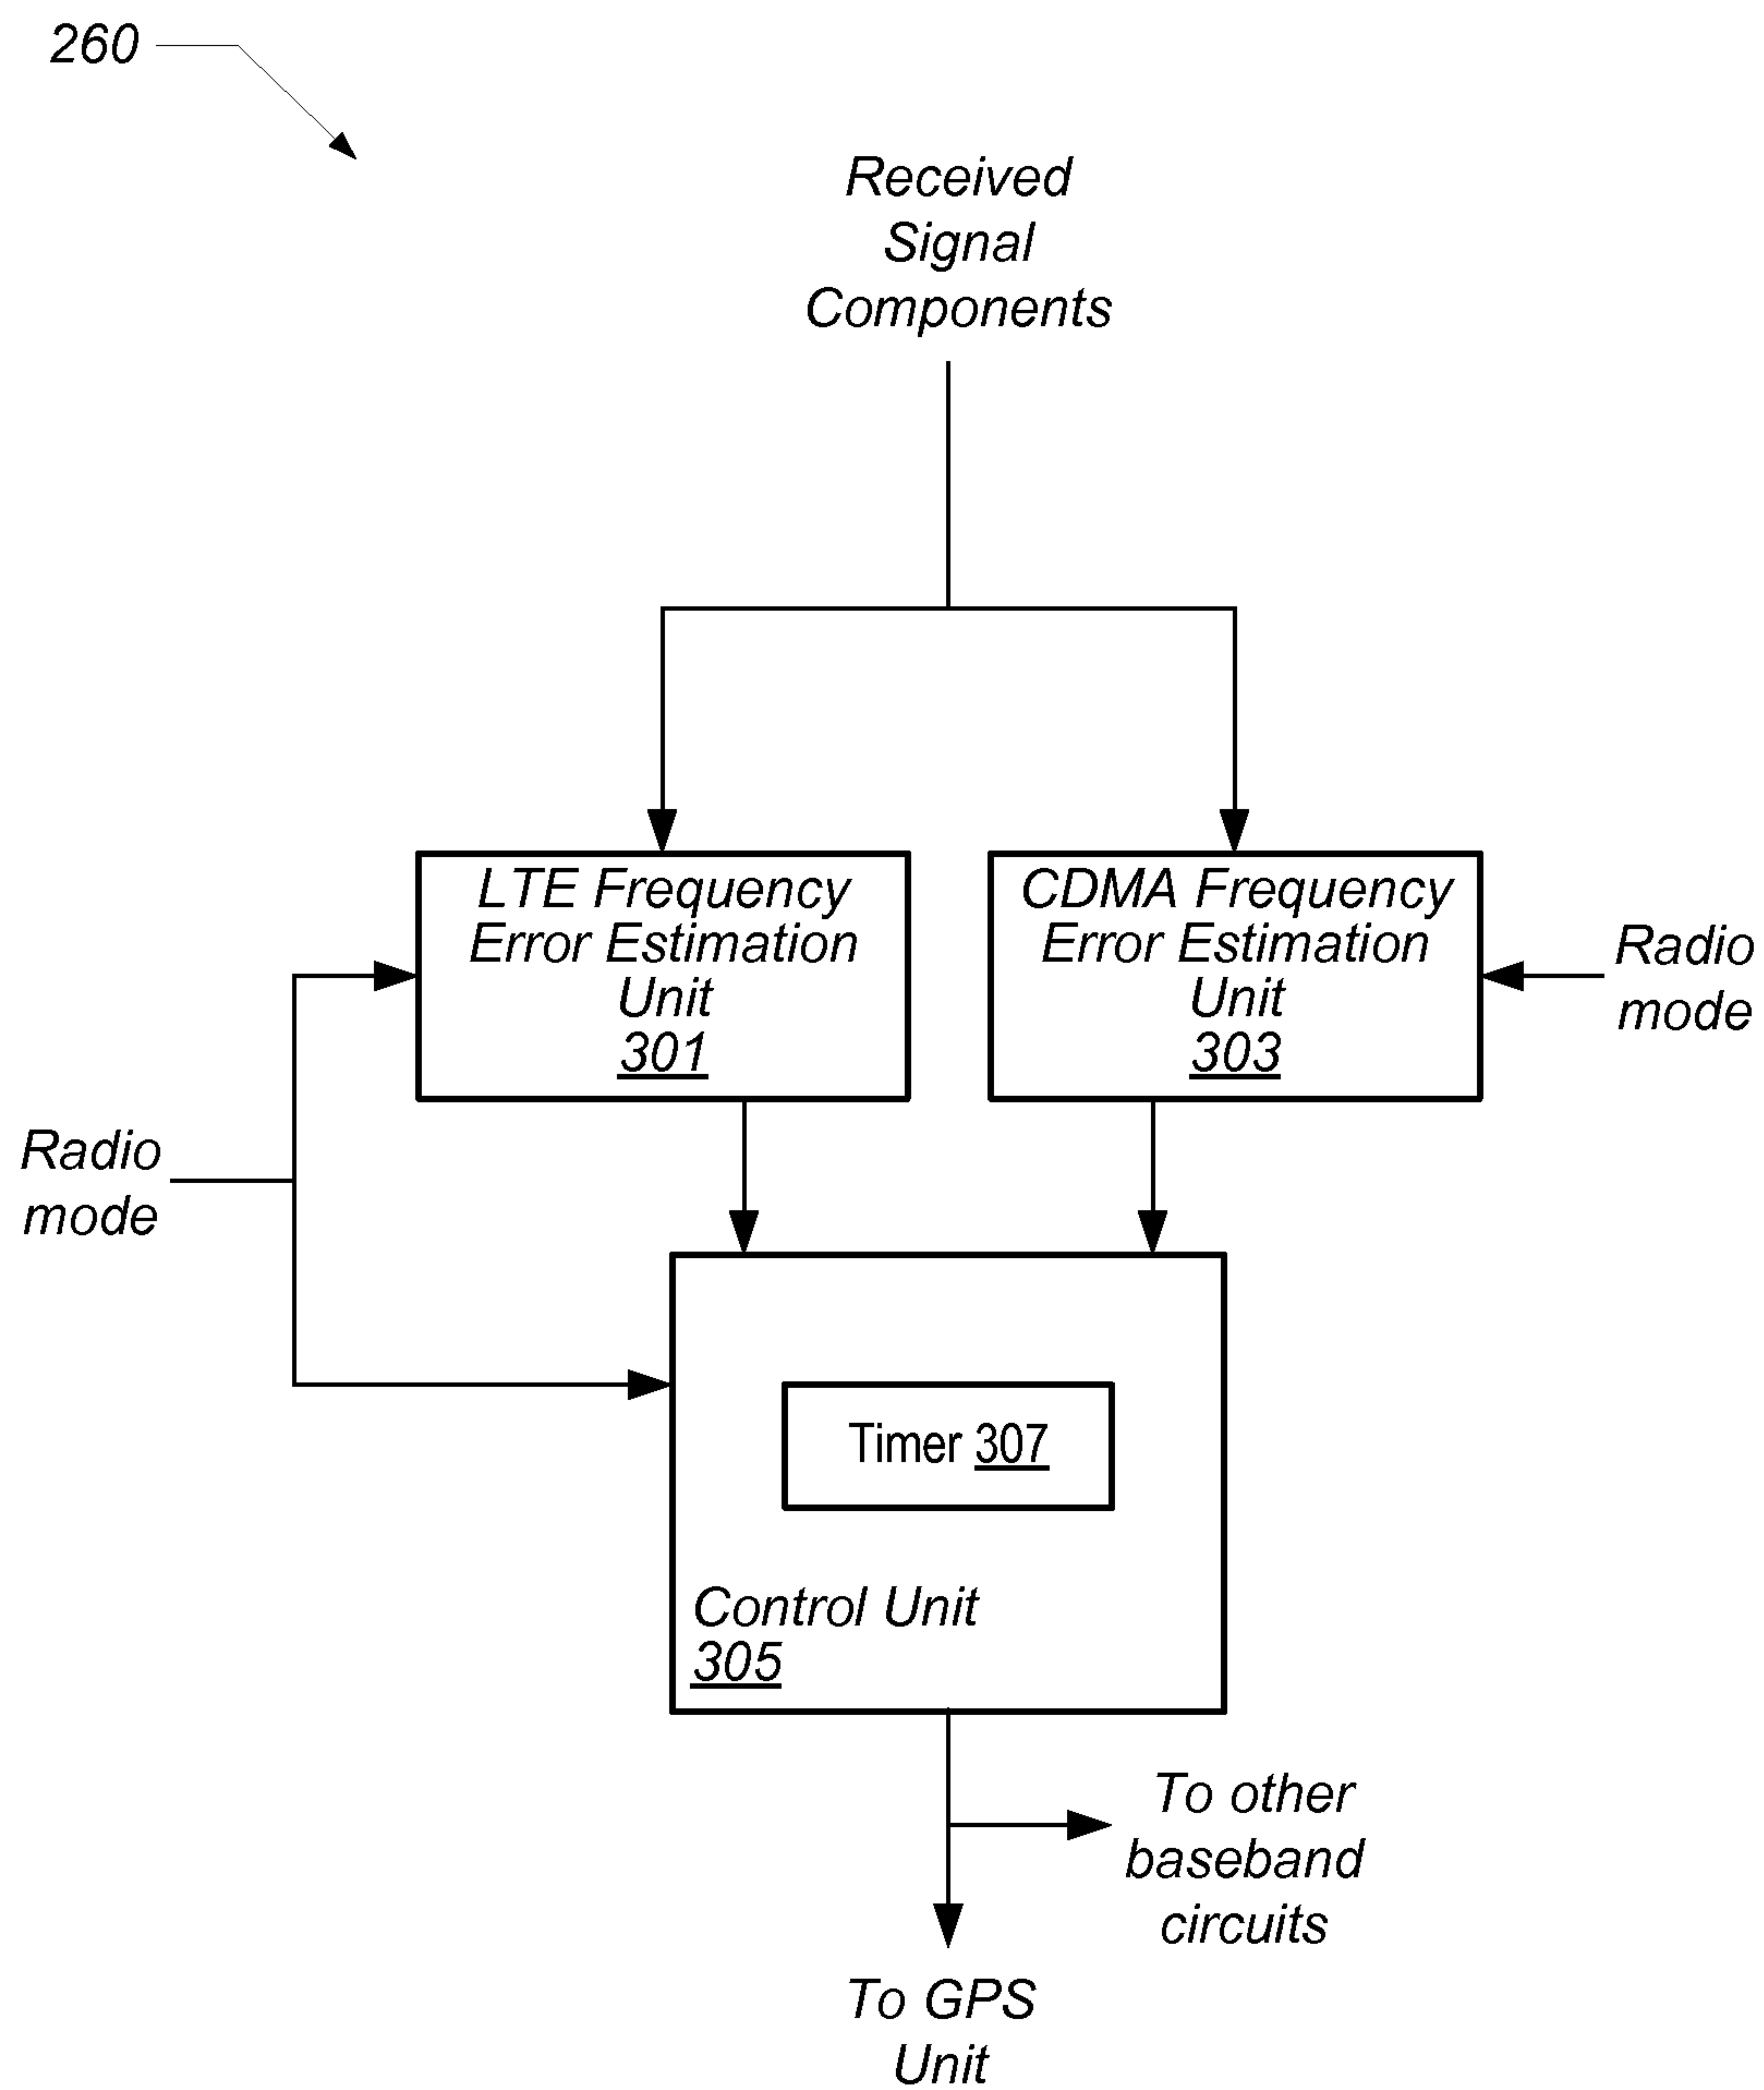 260
Received
Signal
Components
LTE Frequency
Error Estimation
Unit
301
CDMA Frequency
Error Estimation
Unit
303
Radio
mode
Radio
mode
Timer 307
Control Unit
305
To other
baseband
circuits
To GPS
Unit